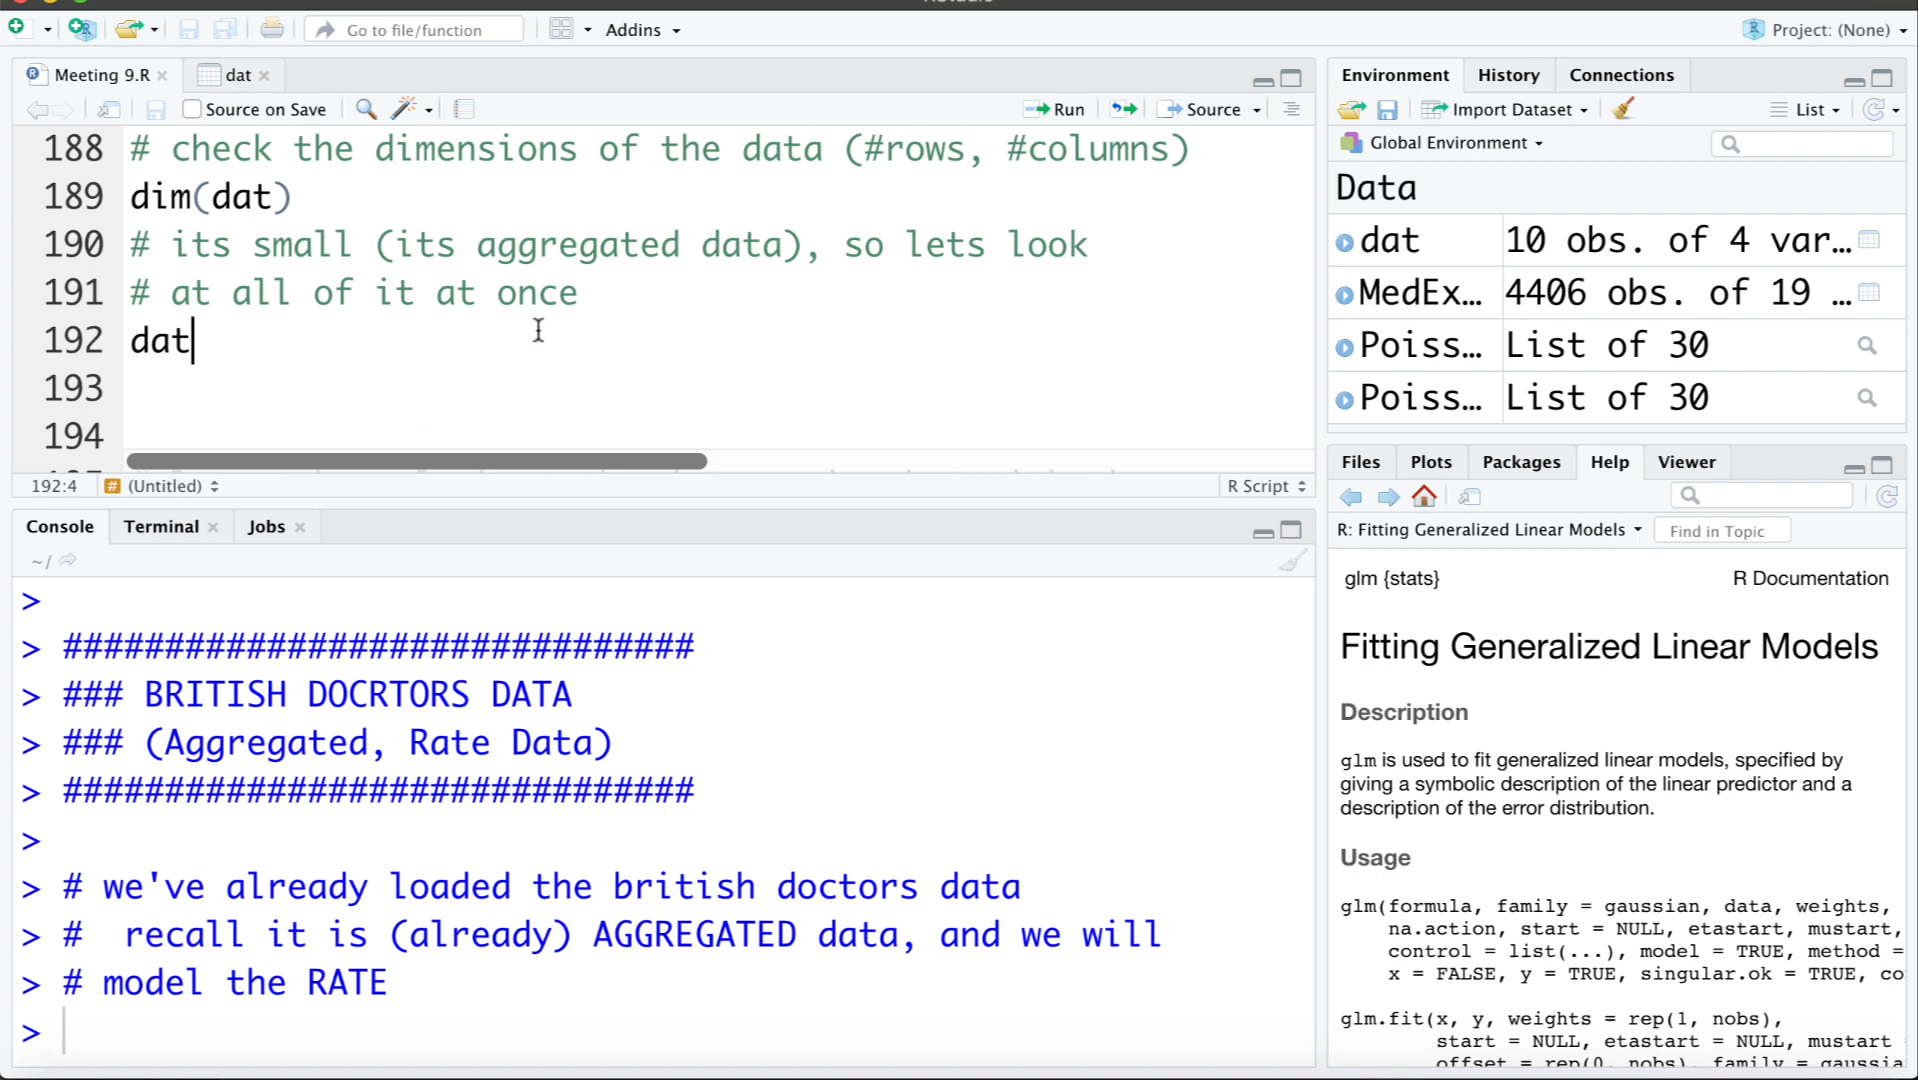 Go to file/function
Addins
Project: (None)
Meeting 9.R
dat
Source on Save
Run
Source
188 # check the dimensions of the data (#rows, #columns)
189 dim(dat)
190 # its small (its aggregated data), so lets look
191 # at all of it at once
192 dat
193
194
192:4
(Untitled)
R Script
Console
Terminal
Jobs
~/
>
> ###############################
> ### BRITISH DOCRTORS DATA
> ### (Aggregated, Rate Data)
> ###############################
>
> # we've already loaded the british doctors data
> #  recall it is (already) AGGREGATED data, and we will
> # model the RATE
>
Environment
History
Connections
Import Dataset
List
Global Environment
Data
dat 10 obs. of 4 var…
MedEx… 4406 obs. of 19 …
Poiss… List of 30
Poiss… List of 30
Files
Plots
Packages
Help
Viewer
R: Fitting Generalized Linear Models
Find in Topic
glm {stats}
R Documentation
Fitting Generalized Linear Models
Description
glm is used to fit generalized linear models, specified by
giving a symbolic description of the linear predictor and a
description of the error distribution.
Usage
glm(formula, family = gaussian, data, weights,
na.action, start = NULL, etastart, mustart,
control = list(...), model = TRUE, method =
x = FALSE, y = TRUE, singular.ok = TRUE, co
glm.fit(x, y, weights = rep(1, nobs),
start = NULL, etastart = NULL, mustart
offset = rep(0, nobs), family = gaussia